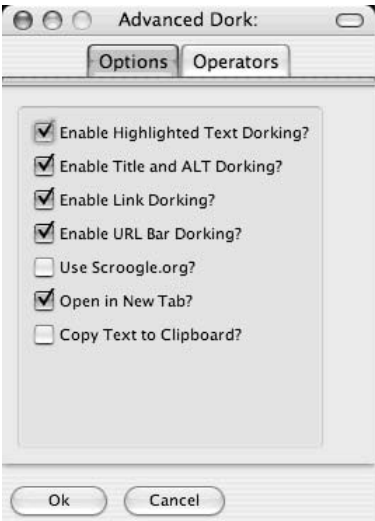 Advanced Dork:
Options Operators
Enable Highlighted Text Dorking?
Enable Title and ALT Dorking?
Enable Link Dorking?
Enable URL Bar Dorking?
Use Scroogle.org?
Open in New Tab?
Copy Text to Clipboard?
Ok Cancel